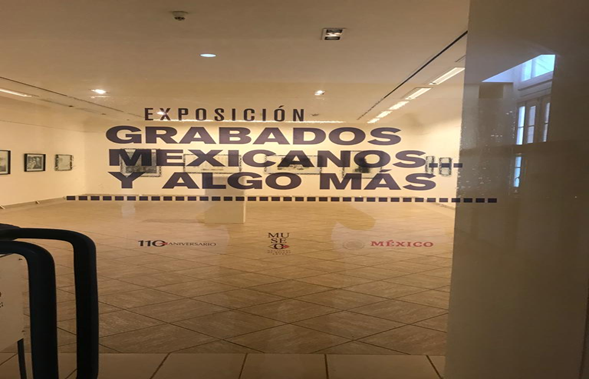 EXPOSICIÓN
GRABADOS
MEXICANOS...
Y ALGO MÁS
110 ANIVERSARIO
MUSEO
MÉXICO